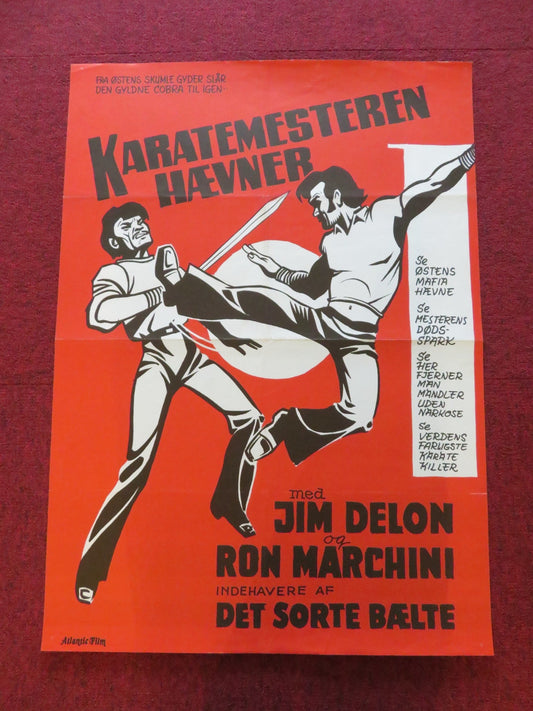 FRA ØSTENS SKUMLE GYDER SLÅR
DEN GYLDNE COBRA TIL IGEN-
KARATEMESTEREN
HÆVNER
Se
ØSTENS
MAFIA
HÆVNE
Se
MESTERENS
DØDS-
SPARK
Se
HER
FJERNER
MAN
MANDLER
UDEN
NARKOSE
Se
VERDENS
FARLIGSTE
KARATE
KILLER
med
JIM DELON
og
RON MARCHINI
INDEHAVERE AF
DET SORTE BÆLTE
Atlantic-Film